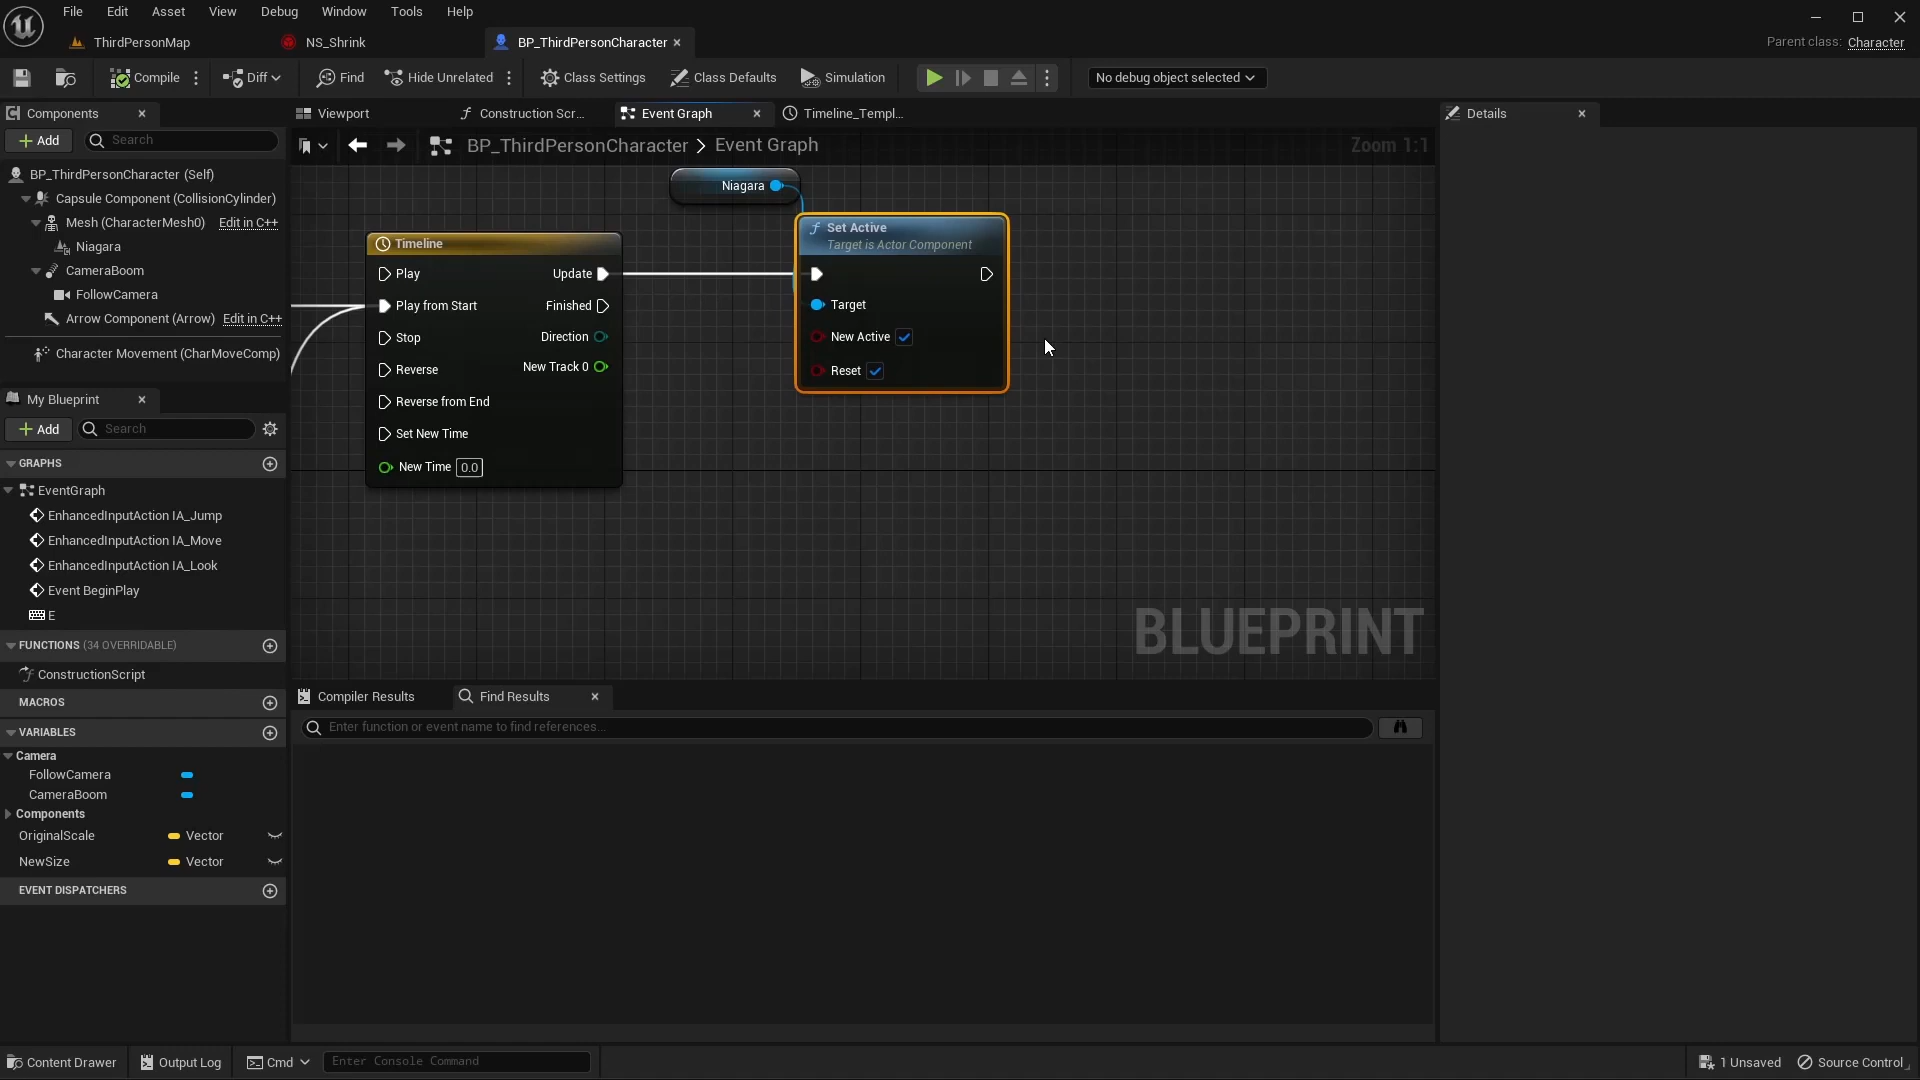 File Edit Asset View Debug Window Tools Help
ThirdPersonMap NS_Shrink BP_ThirdPersonCharacter
Parent class: Character
Compile Diff Find Hide Unrelated Class Settings Class Defaults Simulation No debug object selected
Components
Add Search
BP_ThirdPersonCharacter (Self)
Capsule Component (CollisionCylinder)
Mesh (CharacterMesh0) Edit in C++
Niagara
CameraBoom
FollowCamera
Arrow Component (Arrow) Edit in C++
Character Movement (CharMoveComp)
My Blueprint
Add Search
GRAPHS
EventGraph
EnhancedInputAction IA_Jump
EnhancedInputAction IA_Move
EnhancedInputAction IA_Look
Event BeginPlay
E
FUNCTIONS (34 OVERRIDABLE)
ConstructionScript
MACROS
VARIABLES
Camera
FollowCamera
CameraBoom
Components
OriginalScale Vector
NewSize Vector
EVENT DISPATCHERS
Viewport Construction Scr... Event Graph Timeline_Templ...
BP_ThirdPersonCharacter > Event Graph
Zoom 1:1
Niagara
Timeline
Play Update
Play from Start Finished
Stop Direction
Reverse New Track 0
Reverse from End
Set New Time
New Time 0.0
Set Active
Target is Actor Component
Target
New Active
Reset
BLUEPRINT
Compiler Results Find Results
Enter function or event name to find references...
Details
Content Drawer Output Log Cmd Enter Console Command
1 Unsaved Source Control